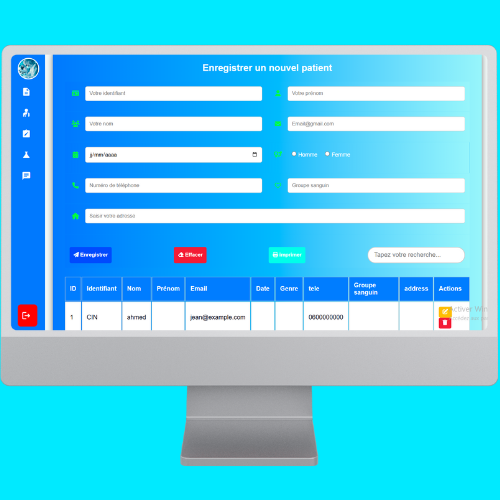 Enregistrer un nouvel patient
Votre identifiant
Votre prénom
Votre nom
Email@gmail.com
jj/mm/aaaa
Homme
Femme
Numéro de téléphone
Groupe sanguin
Saisir votre adresse
Enregistrer
Effacer
Imprimer
Tapez votre recherche...
ID Identifiant Nom Prénom Email Date Genre tele Groupe sanguin address Actions
1 CIN ahmed jean@example.com 0600000000
Activer Win